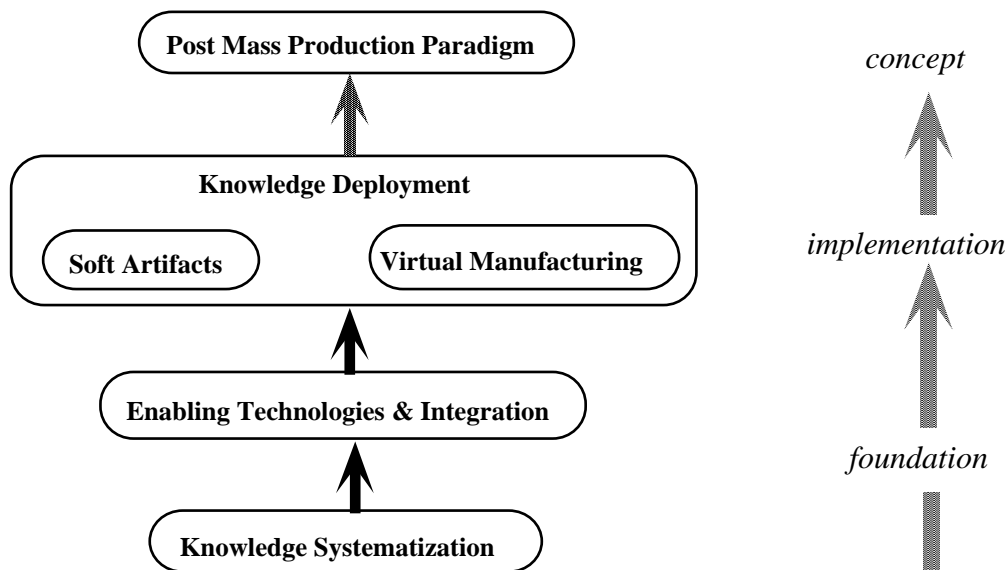 Post Mass Production Paradigm
concept
Knowledge Deployment
Soft Artifacts
Virtual Manufacturing
implementation
Enabling Technologies & Integration
foundation
Knowledge Systematization